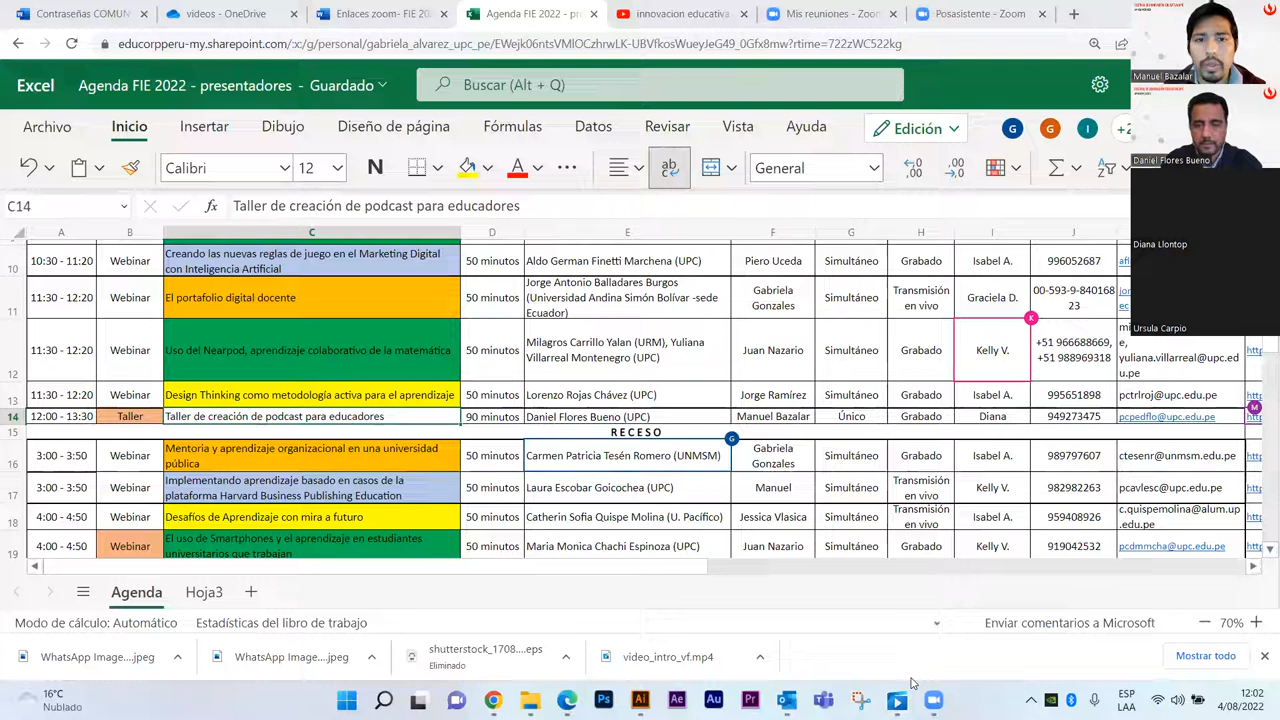 Contraseñas COMUN
videos - OneDrive
Enlaces zoom- FIE 20
Agenda FIE 2022 - p
innovacion educativa
Mis reuniones - Zoo
Posasistente - Zoom
educorpperu-my.sharepoint.com
Excel
Agenda FIE 2022 - presentadores - Guardado
Buscar (Alt + Q)
Manuel Bazalar
Archivo
Inicio
Insertar
Dibujo
Diseño de página
Fórmulas
Datos
Revisar
Vista
Ayuda
Edición
G
G
I
+2
Daniel Flores Bueno
Calibri
12
N
General
C14
Taller de creación de podcast para educadores
A
B
C
D
E
F
G
H
I
J
Diana Llontop
Ursula Carpio
10
10:30 - 11:20
Webinar
Creando las nuevas reglas de juego en el Marketing Digital
con Inteligencia Artificial
50 minutos
Aldo German Finetti Marchena (UPC)
Piero Uceda
Simultáneo
Grabado
Isabel A.
996052687
11
11:30 - 12:20
Webinar
El portafolio digital docente
50 minutos
Jorge Antonio Balladares Burgos
(Universidad Andina Simón Bolívar -sede
Ecuador)
Gabriela
Gonzales
Simultáneo
Transmisión
en vivo
Graciela D.
00-593-9-840168
23
12
11:30 - 12:20
Webinar
Uso del Nearpod, aprendizaje colaborativo de la matemática
50 minutos
Milagros Carrillo Yalan (URM), Yuliana
Villarreal Montenegro (UPC)
Juan Nazario
Simultáneo
Grabado
Kelly V.
K
+51 966688669,
+51 988969318
e,
yuliana.villarreal@upc.ed
u.pe
13
11:30 - 12:20
Webinar
Design Thinking como metodología activa para el aprendizaje
50 minutos
Lorenzo Rojas Chávez (UPC)
Jorge Ramírez
Simultáneo
Grabado
Isabel A.
995651898
pctrlroj@upc.edu.pe
M
14
12:00 - 13:30
Taller
Taller de creación de podcast para educadores
90 minutos
Daniel Flores Bueno (UPC)
Manuel Bazalar
Único
Grabado
Diana
949273475
pcpedflo@upc.edu.pe
15
RECESO
G
16
3:00 - 3:50
Webinar
Mentoria y aprendizaje organizacional en una universidad
pública
50 minutos
Carmen Patricia Tesén Romero (UNMSM)
Gabriela
Gonzales
Simultáneo
Grabado
Isabel A.
989797607
ctesenr@unmsm.edu.pe
17
3:00 - 3:50
Webinar
Implementando aprendizaje basado en casos de la
plataforma Harvard Business Publishing Education
50 minutos
Laura Escobar Goicochea (UPC)
Manuel
Simultáneo
Transmisión
en vivo
Kelly V.
982982263
pcavlesc@upc.edu.pe
18
4:00 - 4:50
Webinar
Desafíos de Aprendizaje con mira a futuro
50 minutos
Catherin Sofia Quispe Molina (U. Pacífico)
Jessica Vlasica
Simultáneo
Transmisión
en vivo
Isabel A.
959408926
c.quispemolina@alum.up
.edu.pe
19
4:00 - 4:50
Webinar
El uso de Smartphones y el aprendizaje en estudiantes
universitarios que trabajan
50 minutos
Maria Monica Chachi Espinoza (UPC)
Juan Nazario
Simultáneo
Grabado
Kelly V.
919042532
pcdmmcha@upc.edu.pe
Agenda
Hoja3
Modo de cálculo: Automático
Estadísticas del libro de trabajo
Enviar comentarios a Microsoft
70%
WhatsApp Image....jpeg
WhatsApp Image....jpeg
shutterstock_1708....eps
Eliminado
video_intro_vf.mp4
Mostrar todo
16°C
Nublado
Ps
Ai
Ae
Au
Pr
ESP
LAA
12:02
4/08/2022